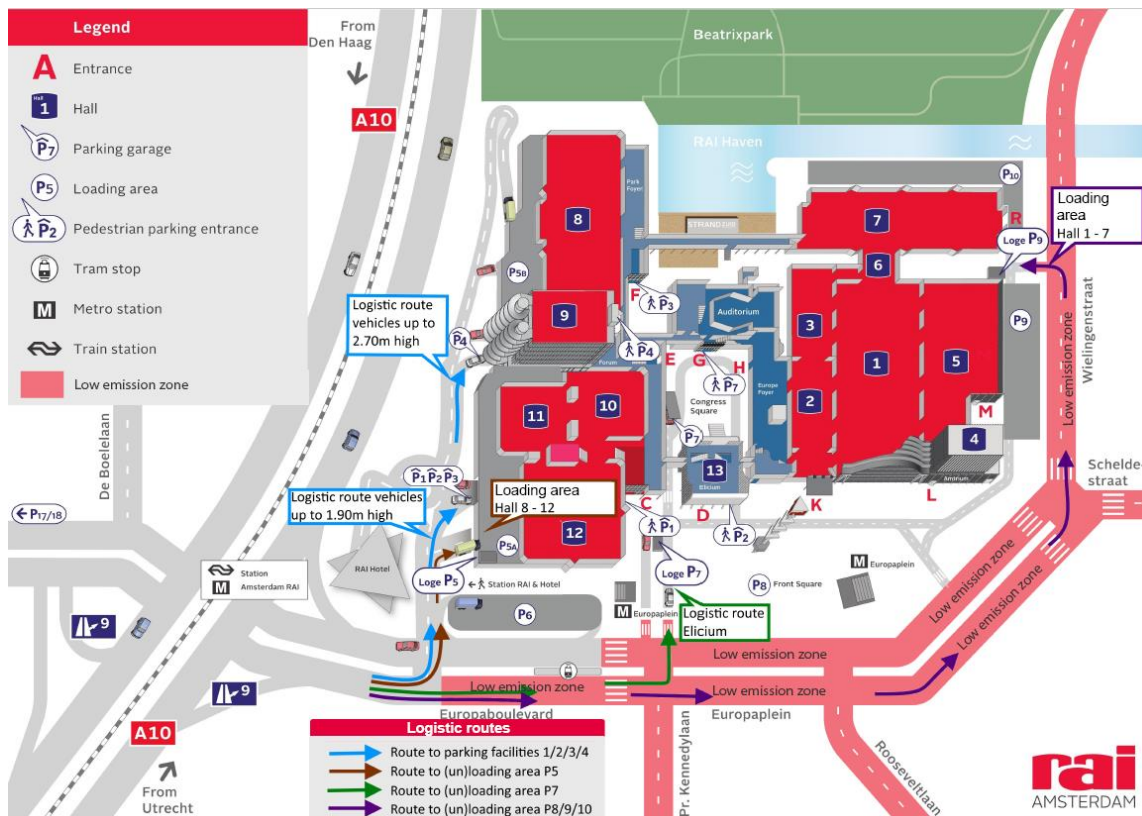 Legend
A
Entrance
Hall
1
Hall
P7
Parking garage
P5
Loading area
P2
Pedestrian parking entrance
Tram stop
M
Metro station
Train station
Low emission zone
From
Den Haag
A10
Beatrixpark
RAI Haven
STRAND
Park
Foyer
8
P5B
F
P3
9
P4
P4
Forum
Logistic route
vehicles up to
2.70m high
Auditorium
E
G
H
P7
Congress
Square
Europe
Foyer
P7
7
6
3
1
5
2
M
4
P10
R
Loge P9
Loading
area
Hall 1 - 7
P9
Low emission zone
Wielingenstraat
Schelde-
straat
11
10
12
13
Elicium
C
D
K
L
P1
P2
De Boelelaan
P17/18
P1 P2 P3
Logistic route vehicles
up to 1.90m high
Loading area
Hall 8 - 12
P5A
Loge P5
RAI Hotel
Station
M Amsterdam RAI
Station RAI & Hotel
P6
Loge P7
M Europaplein
P8 Front Square
M Europaplein
Logistic route
Elicium
9
9
Low emission zone
Low emission zone
Low emission zone
Low emission zone
Low emission zone
Europaboulevard
Europaplein
Pr. Kennedylaan
Rooseveltlaan
A10
From
Utrecht
Logistic routes
Route to parking facilities 1/2/3/4
Route to (un)loading area P5
Route to (un)loading area P7
Route to (un)loading area P8/9/10
rai
AMSTERDAM